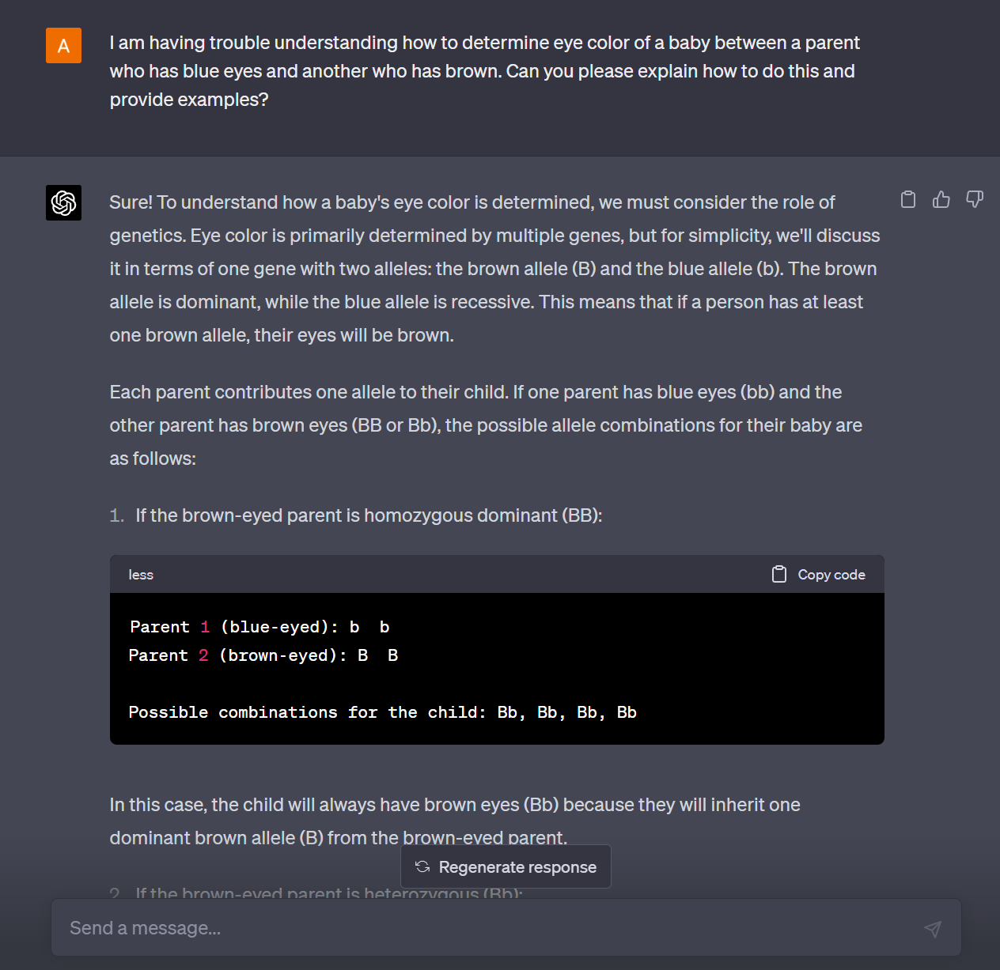 A
I am having trouble understanding how to determine eye color of a baby between a parent
who has blue eyes and another who has brown. Can you please explain how to do this and
provide examples?
Sure! To understand how a baby's eye color is determined, we must consider the role of
genetics. Eye color is primarily determined by multiple genes, but for simplicity, we'll discuss
it in terms of one gene with two alleles: the brown allele (B) and the blue allele (b). The brown
allele is dominant, while the blue allele is recessive. This means that if a person has at least
one brown allele, their eyes will be brown.
Each parent contributes one allele to their child. If one parent has blue eyes (bb) and the
other parent has brown eyes (BB or Bb), the possible allele combinations for their baby are
as follows:
1. If the brown-eyed parent is homozygous dominant (BB):
less
Copy code
Parent 1 (blue-eyed): b  b
Parent 2 (brown-eyed): B  B
Possible combinations for the child: Bb, Bb, Bb, Bb
In this case, the child will always have brown eyes (Bb) because they will inherit one
dominant brown allele (B) from the brown-eyed parent.
Regenerate response
2. If the brown-eyed parent is heterozygous (Bb):
Send a message...